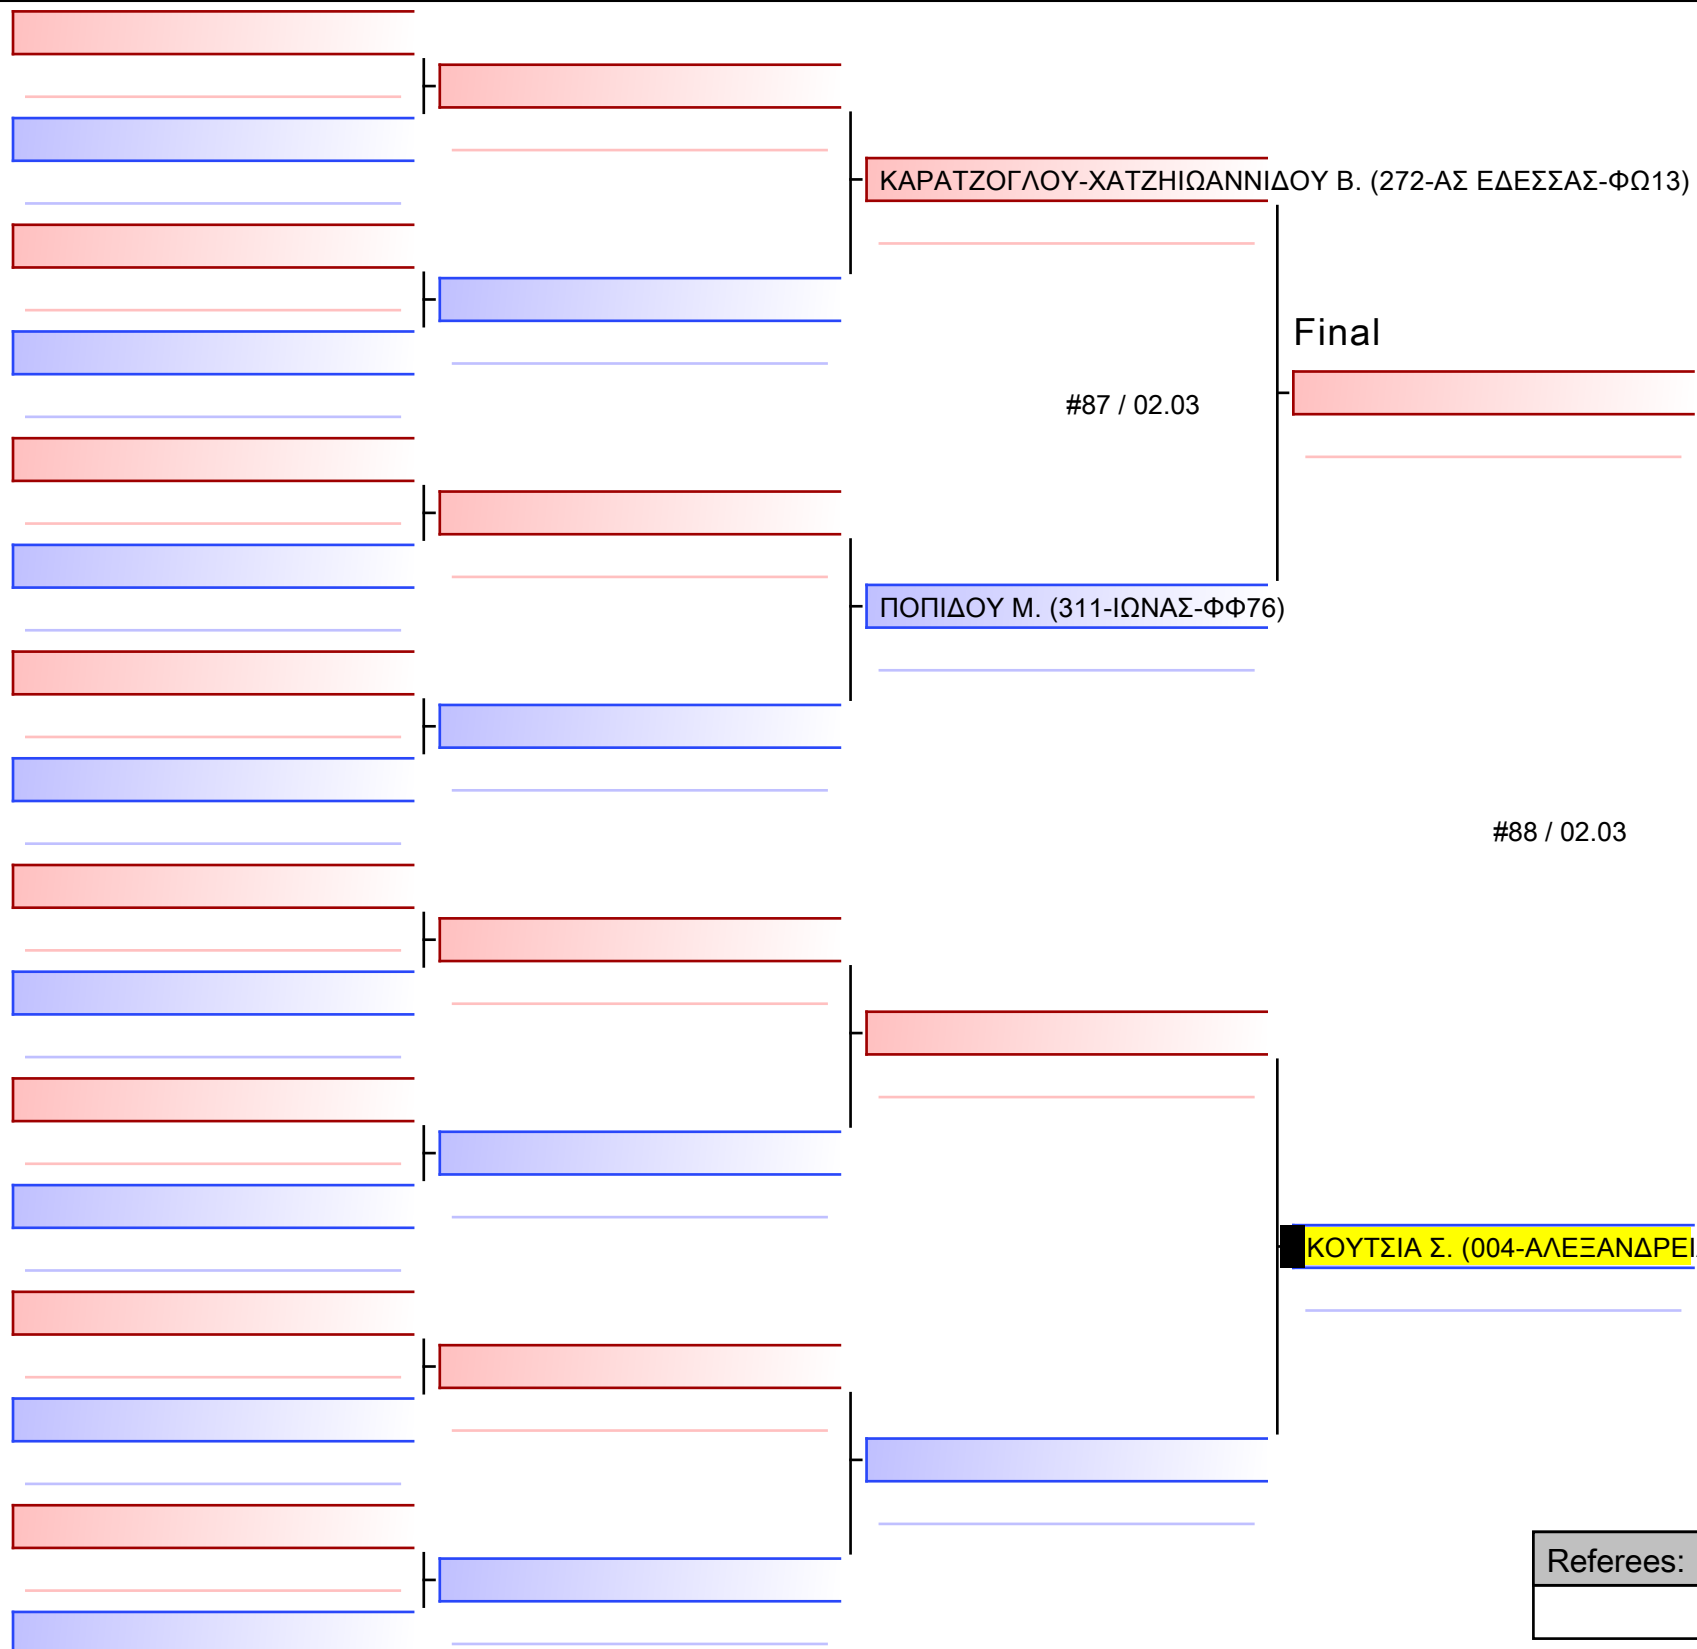 ΚΑΡΑΤΖΟΓΛΟΥ-ΧΑΤΖΗΙΩΑΝΝΙΔΟΥ Β. (272-ΑΣ ΕΔΕΣΣΑΣ-ΦΩ13)
Final
#87 / 02.03
ΠΟΠΙΔΟΥ Μ. (311-ΙΩΝΑΣ-ΦΦ76)
#88 / 02.03
ΚΟΥΤΣΙΑ Σ. (004-ΑΛΕΞΑΝΔΡΕΙ
Referees: